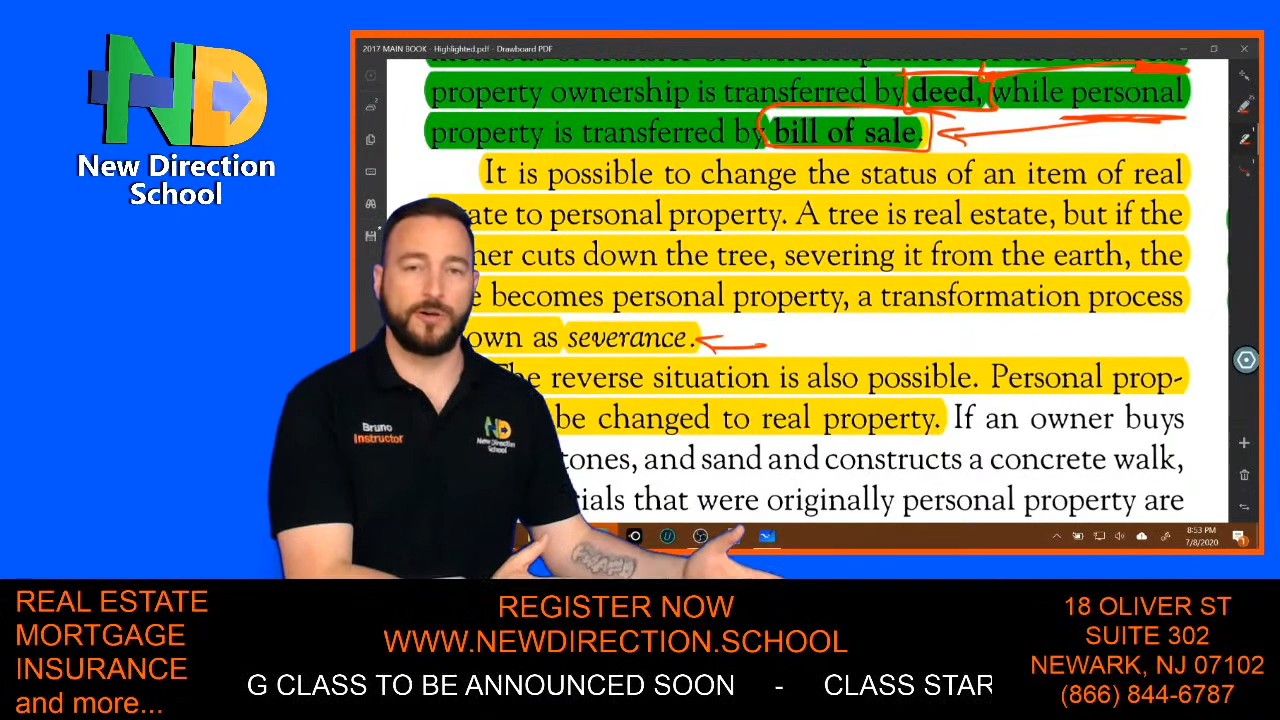 2017 MAIN BOOK - Highlighted.pdf - Drawboard PDF
property ownership is transferred by deed, while personal
property is transferred by bill of sale.
It is possible to change the status of an item of real
ate to personal property. A tree is real estate, but if the
ner cuts down the tree, severing it from the earth, the
e becomes personal property, a transformation process
own as severance.
he reverse situation is also possible. Personal prop-
be changed to real property. If an owner buys
tones, and sand and constructs a concrete walk,
ials that were originally personal property are
8:53 PM
7/8/2020
ND
New Direction
School
Bruno
Instructor
New Direction
School
REAL ESTATE
MORTGAGE
INSURANCE
and more...
REGISTER NOW
WWW.NEWDIRECTION.SCHOOL
G CLASS TO BE ANNOUNCED SOON - CLASS STAR
18 OLIVER ST
SUITE 302
NEWARK, NJ 07102
(866) 844-6787